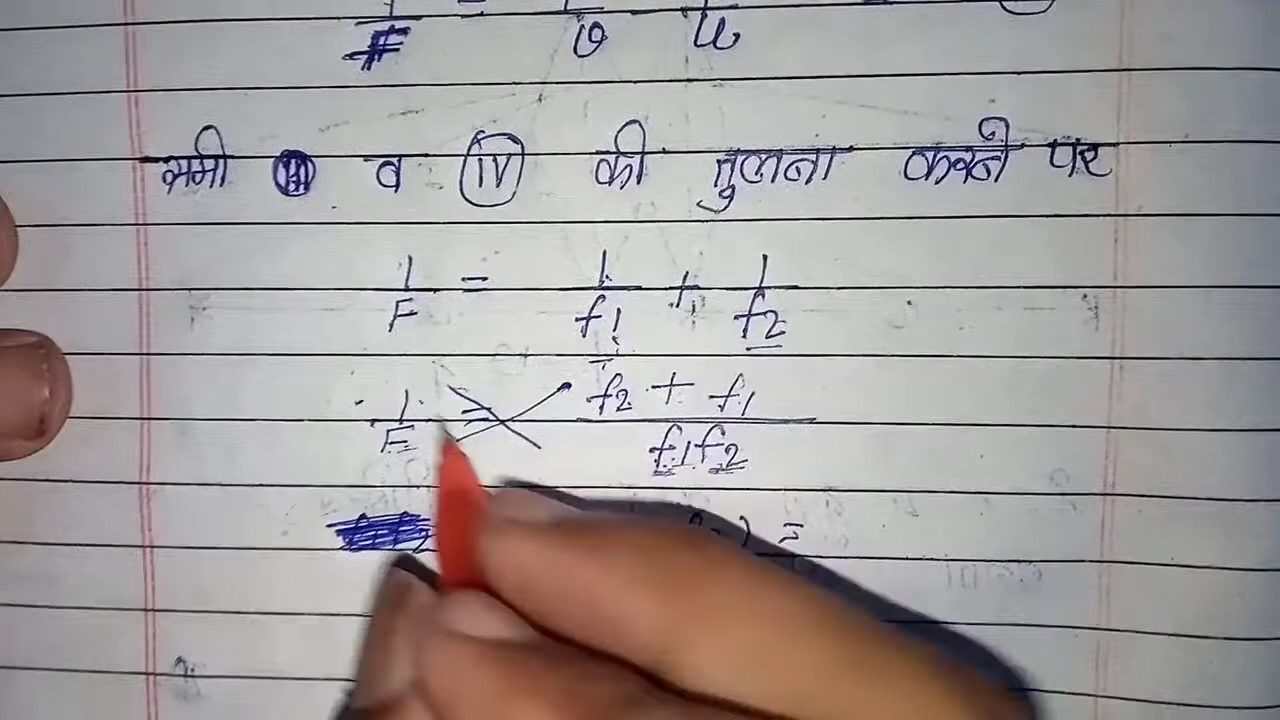 1/F = 1/v 1/u
समी (III) व (IV) की तुलना करने पर
1/F = 1/f1 + 1/f2
1/F = f2 + f1 / f1f2